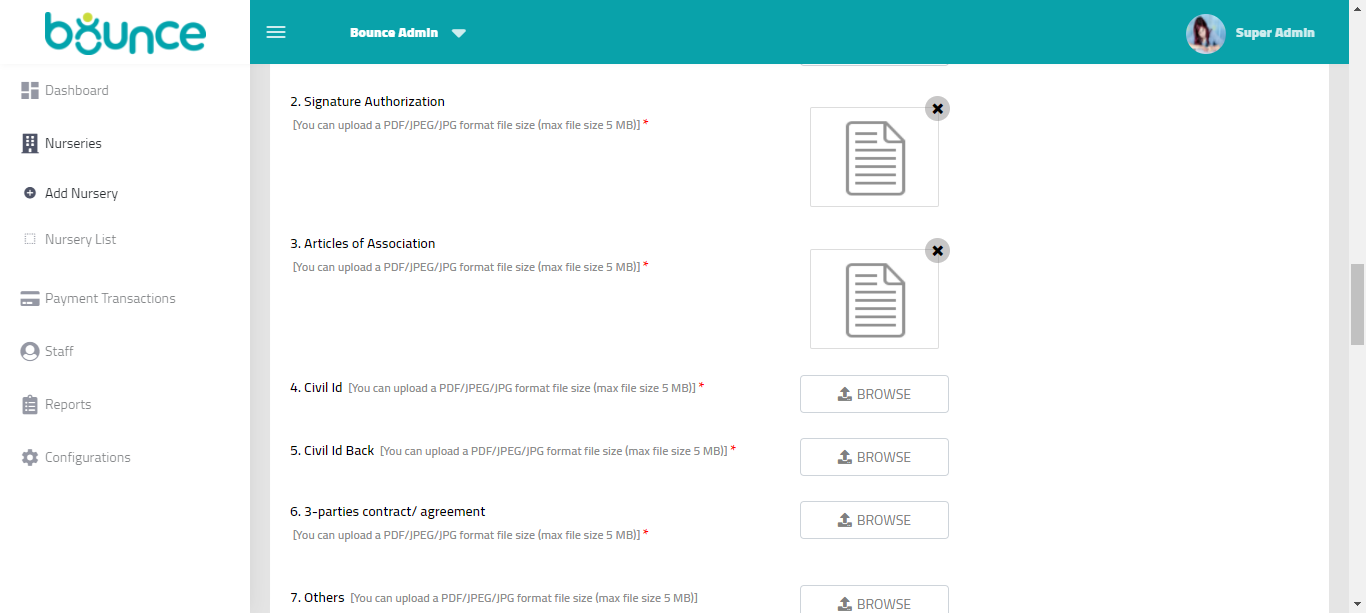 bounce
Bounce Admin
Super Admin
Dashboard
Nurseries
Add Nursery
Nursery List
Payment Transactions
Staff
Reports
Configurations
2. Signature Authorization
[You can upload a PDF/JPEG/JPG format file size (max file size 5 MB)] *
3. Articles of Association
[You can upload a PDF/JPEG/JPG format file size (max file size 5 MB)] *
4. Civil Id [You can upload a PDF/JPEG/JPG format file size (max file size 5 MB)] *
BROWSE
5. Civil Id Back [You can upload a PDF/JPEG/JPG format file size (max file size 5 MB)] *
BROWSE
6. 3-parties contract/ agreement
[You can upload a PDF/JPEG/JPG format file size (max file size 5 MB)] *
BROWSE
7. Others [You can upload a PDF/JPEG/JPG format file size (max file size 5 MB)]
BROWSE